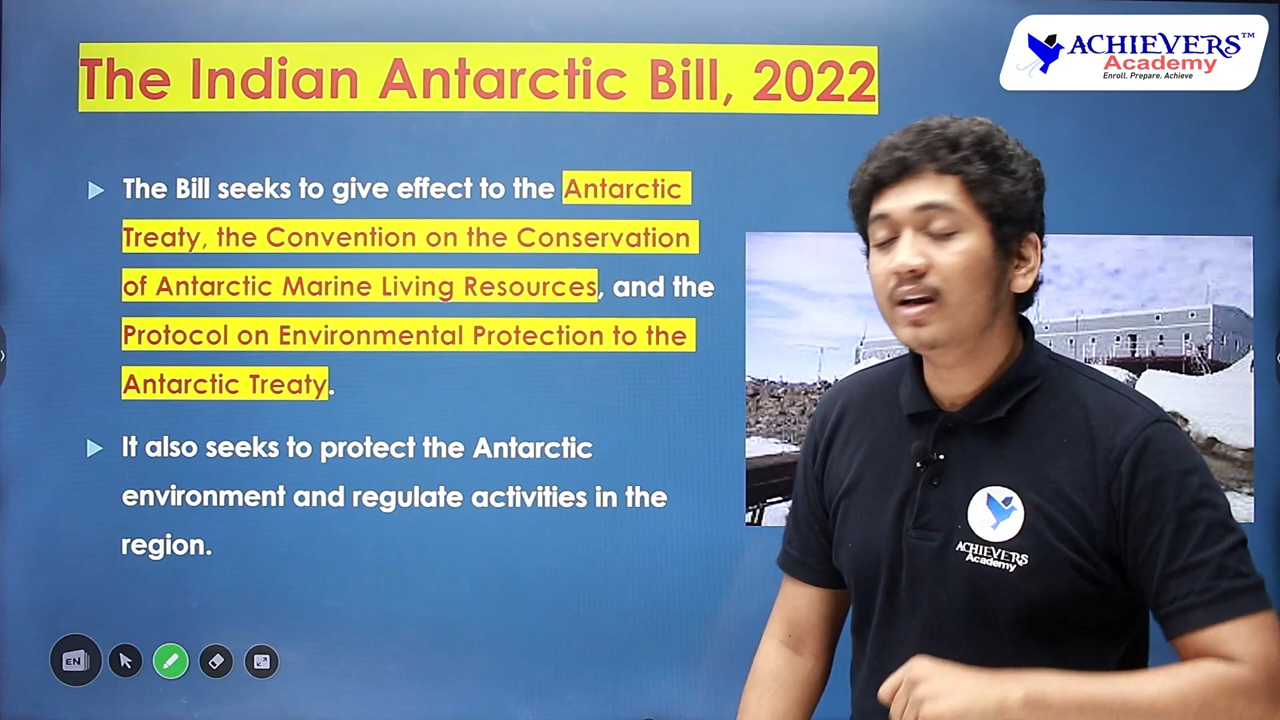 The Indian Antarctic Bill, 2022
ACHIEVERS™
Academy
Enroll. Prepare. Achieve
The Bill seeks to give effect to the Antarctic
Treaty, the Convention on the Conservation
of Antarctic Marine Living Resources, and the
Protocol on Environmental Protection to the
Antarctic Treaty.
It also seeks to protect the Antarctic
environment and regulate activities in the
region.
ACHIEVERS
Academy
EN